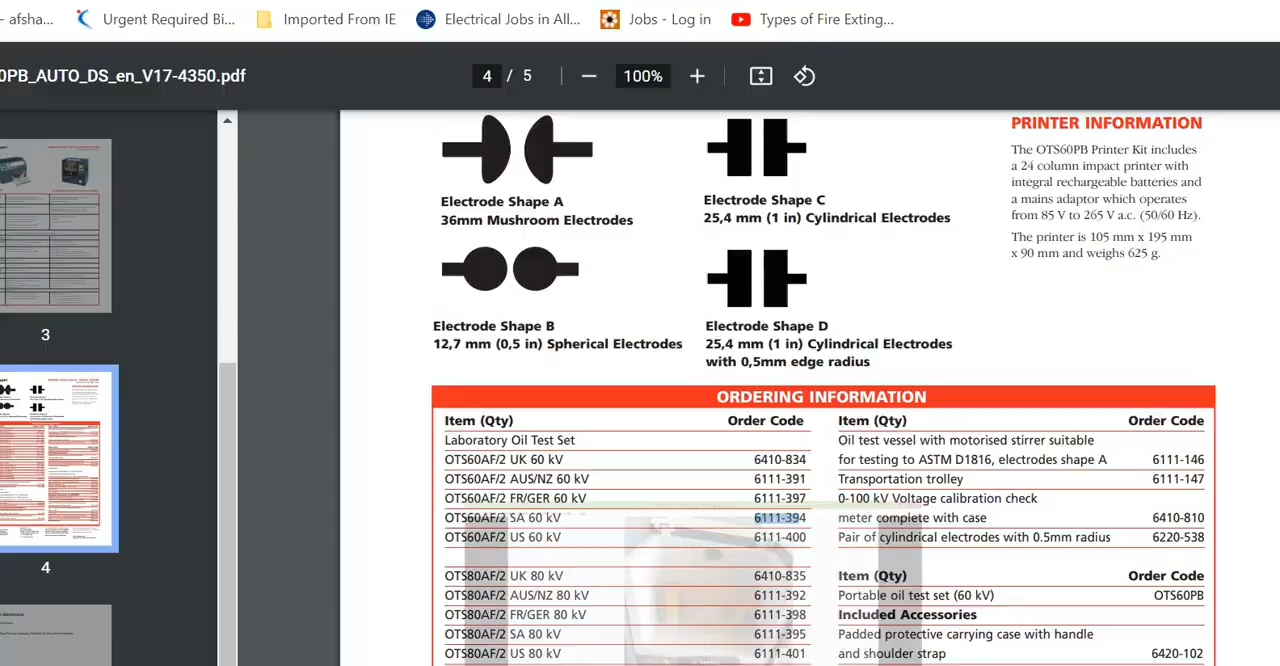 - afsha...
Urgent Required Bi...
Imported From IE
Electrical Jobs in All...
Jobs - Log in
Types of Fire Exting...
0PB_AUTO_DS_en_V17-4350.pdf
4 / 5
100%
3
4
Electrode Shape A
36mm Mushroom Electrodes
Electrode Shape C
25,4 mm (1 in) Cylindrical Electrodes
Electrode Shape B
12,7 mm (0,5 in) Spherical Electrodes
Electrode Shape D
25,4 mm (1 in) Cylindrical Electrodes
with 0,5mm edge radius
PRINTER INFORMATION
The OTS60PB Printer Kit includes
a 24 column impact printer with
integral rechargeable batteries and
a mains adaptor which operates
from 85 V to 265 V a.c. (50/60 Hz).
The printer is 105 mm x 195 mm
x 90 mm and weighs 625 g.
ORDERING INFORMATION
Item (Qty) Order Code
Laboratory Oil Test Set
OTS60AF/2 UK 60 kV 6410-834
OTS60AF/2 AUS/NZ 60 kV 6111-391
OTS60AF/2 FR/GER 60 kV 6111-397
OTS60AF/2 SA 60 kV 6111-394
OTS60AF/2 US 60 kV 6111-400
OTS80AF/2 UK 80 kV 6410-835
OTS80AF/2 AUS/NZ 80 kV 6111-392
OTS80AF/2 FR/GER 80 kV 6111-398
OTS80AF/2 SA 80 kV 6111-395
OTS80AF/2 US 80 kV 6111-401
Item (Qty) Order Code
Oil test vessel with motorised stirrer suitable
for testing to ASTM D1816, electrodes shape A 6111-146
Transportation trolley 6111-147
0-100 kV Voltage calibration check
meter complete with case 6410-810
Pair of cylindrical electrodes with 0.5mm radius 6220-538
Item (Qty) Order Code
Portable oil test set (60 kV) OTS60PB
Included Accessories
Padded protective carrying case with handle
and shoulder strap 6420-102